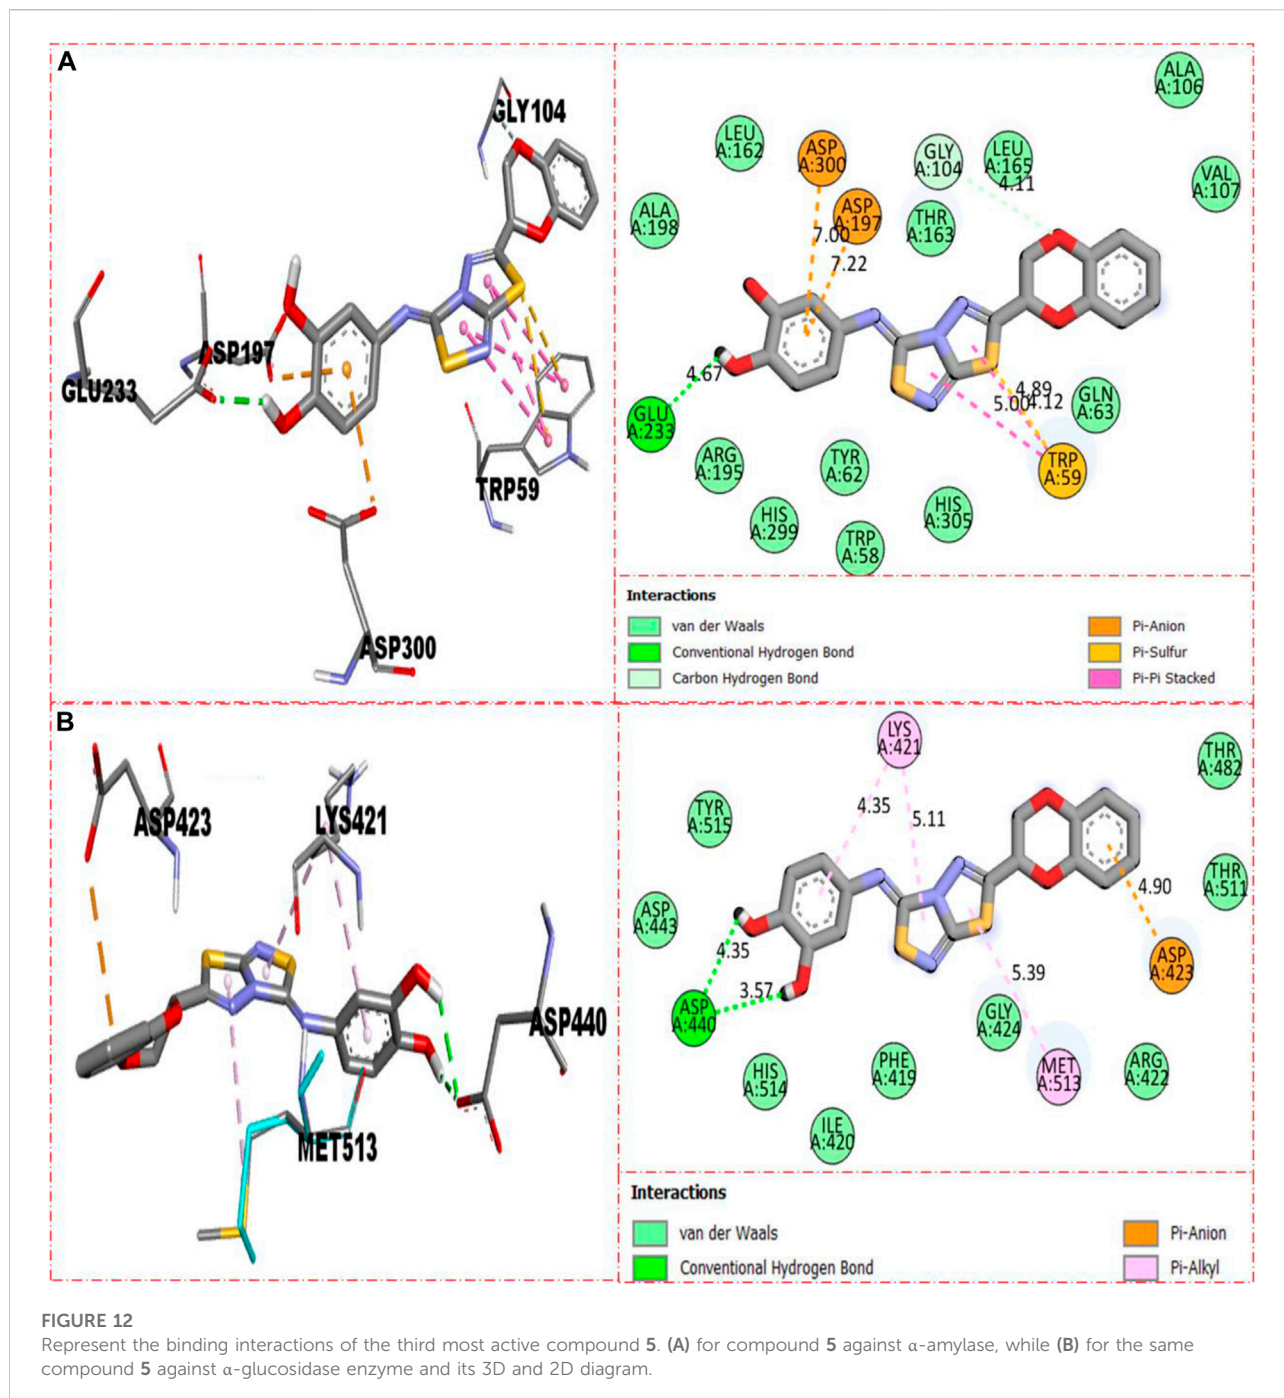 A
GLY104
ASP197
GLU233
TRP59
ASP300
ALA
A:106
LEU
A:162
ASP
A:300
GLY
A:104
LEU
A:165
4.11
VAL
A:107
ALA
A:198
ASP
A:197
THR
A:163
7.00
7.22
4.67
GLU
A:233
4.89
5.00
4.12
GLN
A:63
ARG
A:195
TYR
A:62
TRP
A:59
HIS
A:299
HIS
A:305
TRP
A:58
Interactions
van der Waals
Conventional Hydrogen Bond
Carbon Hydrogen Bond
Pi-Anion
Pi-Sulfur
Pi-Pi Stacked
B
ASP423
LYS421
ASP440
MET513
LYS
A:421
THR
A:482
TYR
A:515
4.35
5.11
THR
A:511
4.90
ASP
A:443
4.35
ASP
A:423
5.39
3.57
ASP
A:440
GLY
A:424
HIS
A:514
PHE
A:419
MET
A:513
ARG
A:422
ILE
A:420
Interactions
van der Waals
Conventional Hydrogen Bond
Pi-Anion
Pi-Alkyl
FIGURE 12
Represent the binding interactions of the third most active compound 5. (A) for compound 5 against α-amylase, while (B) for the same
compound 5 against α-glucosidase enzyme and its 3D and 2D diagram.